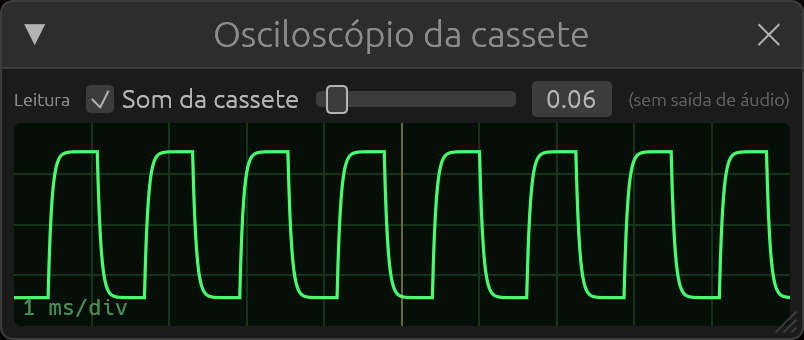 Osciloscópio da cassete
Leitura Som da cassete 0.06 (sem saída de áudio)
1 ms/div